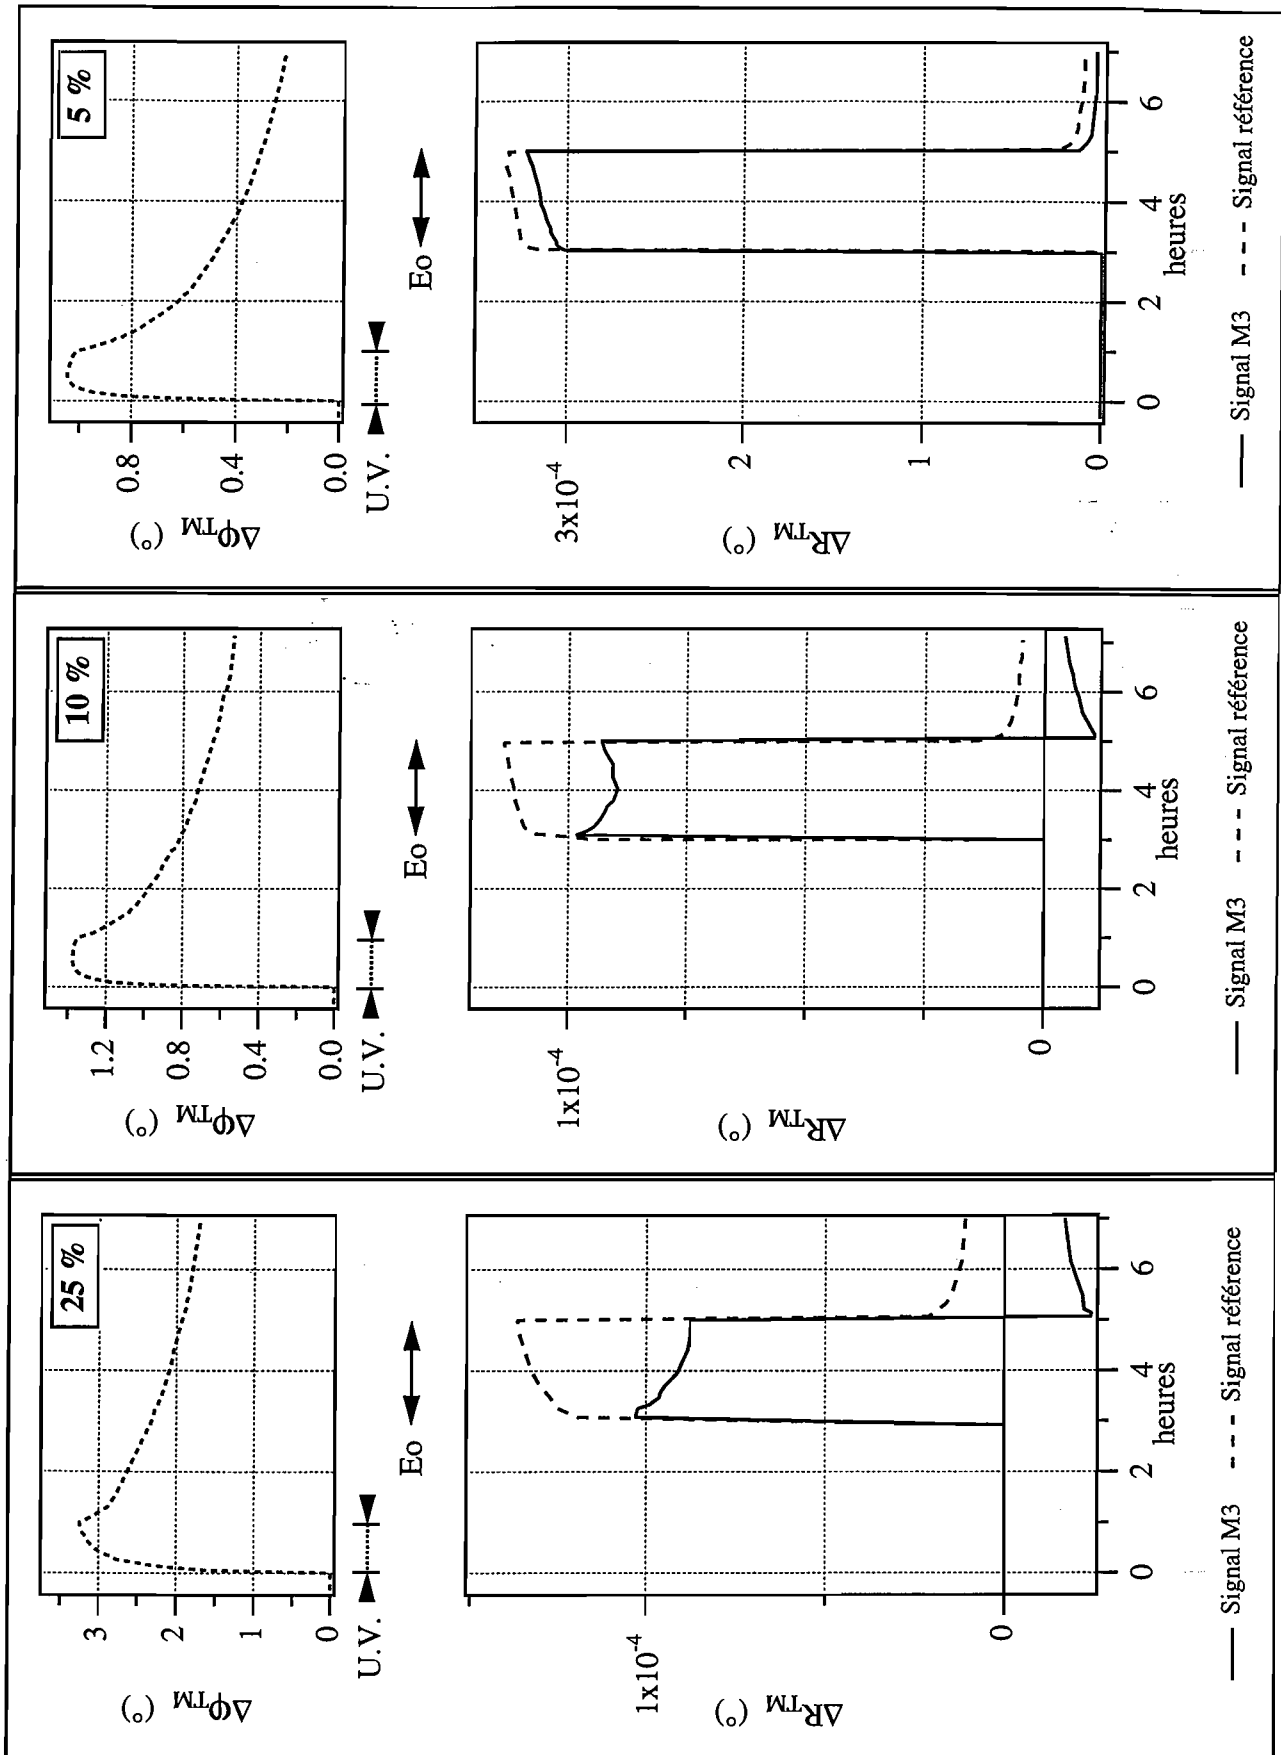 25 %
3
2
1
0
ΔφTM (°)
U.V.
Eo
1x10-4
0
ΔRTM (°)
0 2 4 6
heures
Signal M3 Signal référence
10 %
1.2
0.8
0.4
0.0
ΔφTM (°)
U.V.
Eo
1x10-4
0
ΔRTM (°)
0 2 4 6
heures
Signal M3 Signal référence
5 %
0.8
0.4
0.0
ΔφTM (°)
U.V.
Eo
3x10-4
2
1
0
ΔRTM (°)
0 2 4 6
heures
Signal M3 Signal référence